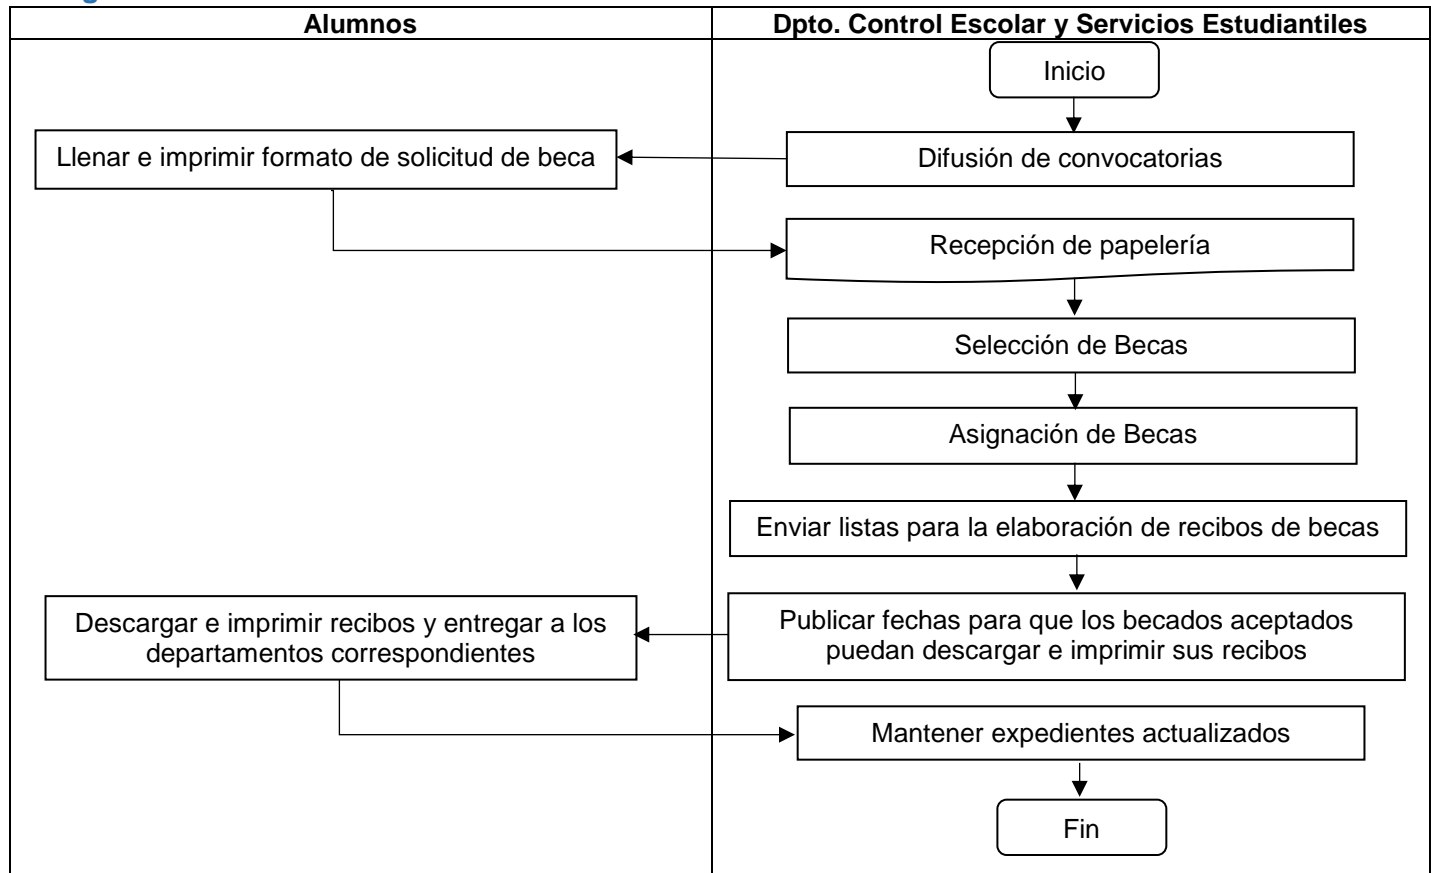 Alumnos
Dpto. Control Escolar y Servicios Estudiantiles
Inicio
Llenar e imprimir formato de solicitud de beca
Difusión de convocatorias
Recepción de papelería
Selección de Becas
Asignación de Becas
Enviar listas para la elaboración de recibos de becas
Descargar e imprimir recibos y entregar a los
departamentos correspondientes
Publicar fechas para que los becados aceptados
puedan descargar e imprimir sus recibos
Mantener expedientes actualizados
Fin